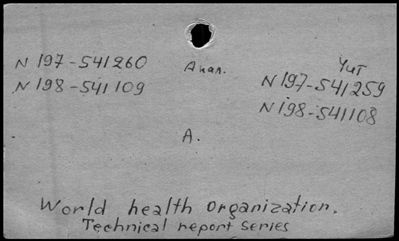 N 197-541260
N 198-541109
Анал.
Чит
N 197-541259
N 198-541108
А.
World health organization.
Technical report series